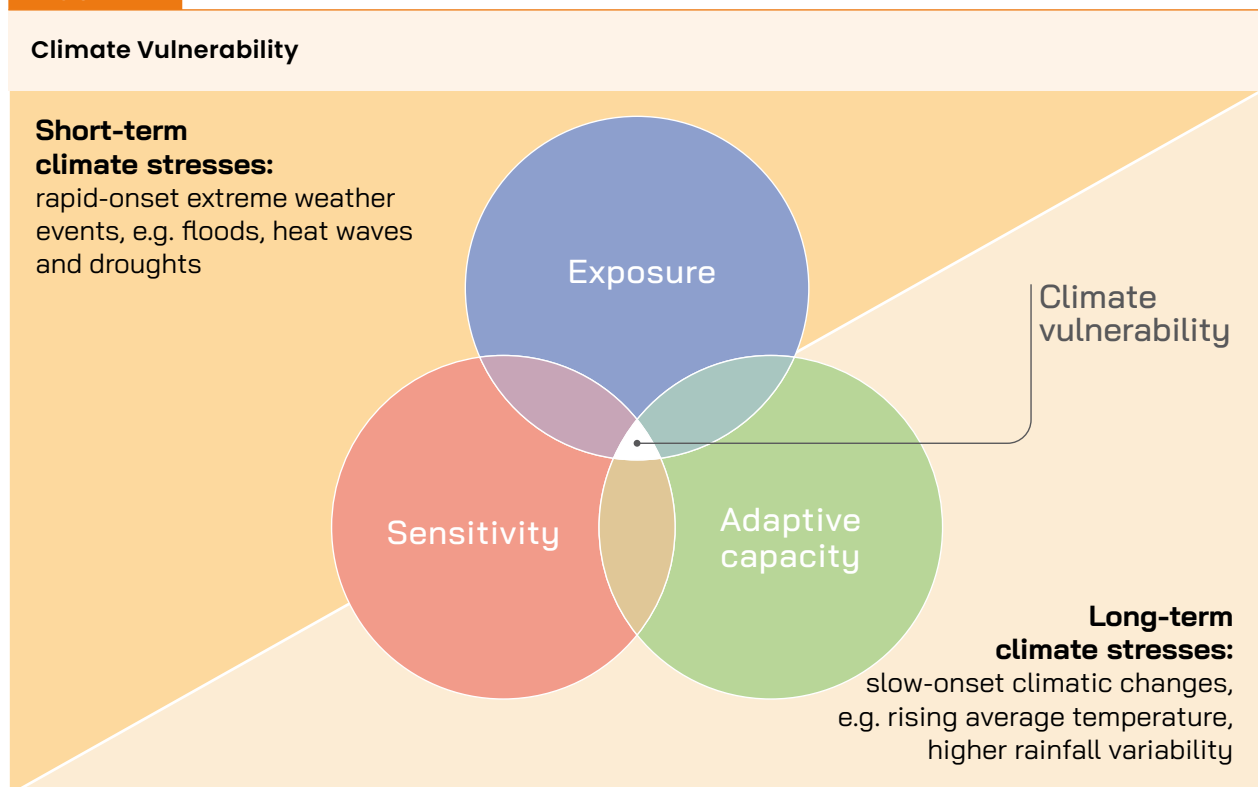 Climate Vulnerability
Short-term
climate stresses:
rapid-onset extreme weather
events, e.g. floods, heat waves
and droughts
Exposure
Climate
vulnerability
Sensitivity
Adaptive
capacity
Long-term
climate stresses:
slow-onset climatic changes,
e.g. rising average temperature,
higher rainfall variability